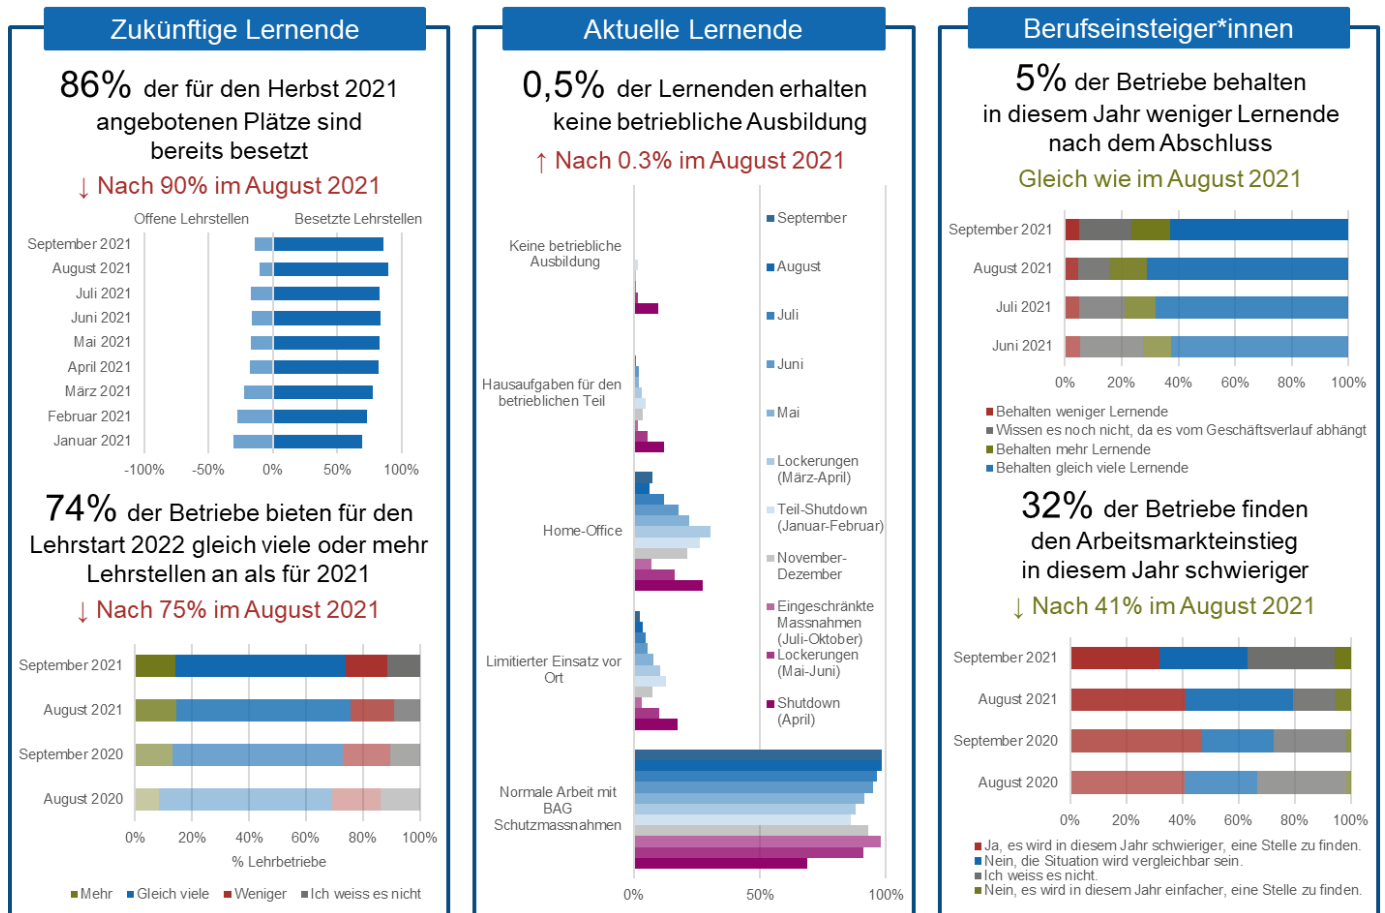 Zukünftige Lernende
86% der für den Herbst 2021
angebotenen Plätze sind
bereits besetzt
↓ Nach 90% im August 2021
Offene Lehrstellen Besetzte Lehrstellen
September 2021
August 2021
Juli 2021
Juni 2021
Mai 2021
April 2021
März 2021
Februar 2021
Januar 2021
-100% -50% 0% 50% 100%
74% der Betriebe bieten für den
Lehrstart 2022 gleich viele oder mehr
Lehrstellen an als für 2021
↓ Nach 75% im August 2021
September 2021
August 2021
September 2020
August 2020
0% 20% 40% 60% 80% 100%
% Lehrbetriebe
Mehr Gleich viele Weniger Ich weiss es nicht
Aktuelle Lernende
0,5% der Lernenden erhalten
keine betriebliche Ausbildung
↑ Nach 0.3% im August 2021
Keine betriebliche
Ausbildung
Hausaufgaben für den
betrieblichen Teil
Home-Office
Limitierter Einsatz vor
Ort
Normale Arbeit mit
BAG
Schutzmassnahmen
0% 50% 100%
September
August
Juli
Juni
Mai
Lockerungen
(März-April)
Teil-Shutdown
(Januar-Februar)
November-
Dezember
Eingeschränkte
Massnahmen
(Juli-Oktober)
Lockerungen
(Mai-Juni)
Shutdown
(April)
Berufseinsteiger*innen
5% der Betriebe behalten
in diesem Jahr weniger Lernende
nach dem Abschluss
Gleich wie im August 2021
September 2021
August 2021
Juli 2021
Juni 2021
0% 20% 40% 60% 80% 100%
Behalten weniger Lernende
Wissen es noch nicht, da es vom Geschäftsverlauf abhängt
Behalten mehr Lernende
Behalten gleich viele Lernende
32% der Betriebe finden
den Arbeitsmarkteinstieg
in diesem Jahr schwieriger
↓ Nach 41% im August 2021
September 2021
August 2021
September 2020
August 2020
0% 20% 40% 60% 80% 100%
Ja, es wird in diesem Jahr schwieriger, eine Stelle zu finden.
Nein, die Situation wird vergleichbar sein.
Ich weiss es nicht.
Nein, es wird in diesem Jahr einfacher, eine Stelle zu finden.